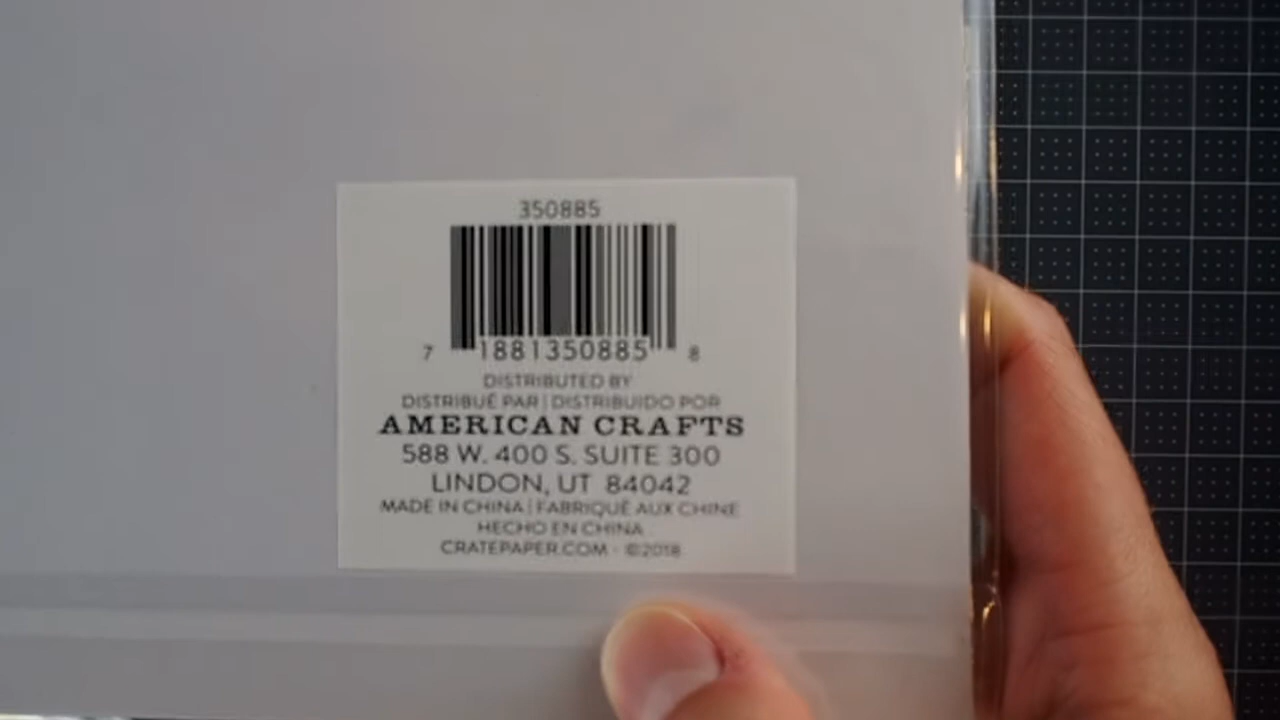 350885
7 1881350885 8
DISTRIBUTED BY
DISTRIBUÉ PAR | DISTRIBUIDO POR
AMERICAN CRAFTS
588 W. 400 S. SUITE 300
LINDON, UT 84042
MADE IN CHINA | FABRIQUÉ AUX CHINE
HECHO EN CHINA
CRATEPAPER.COM · ©2018